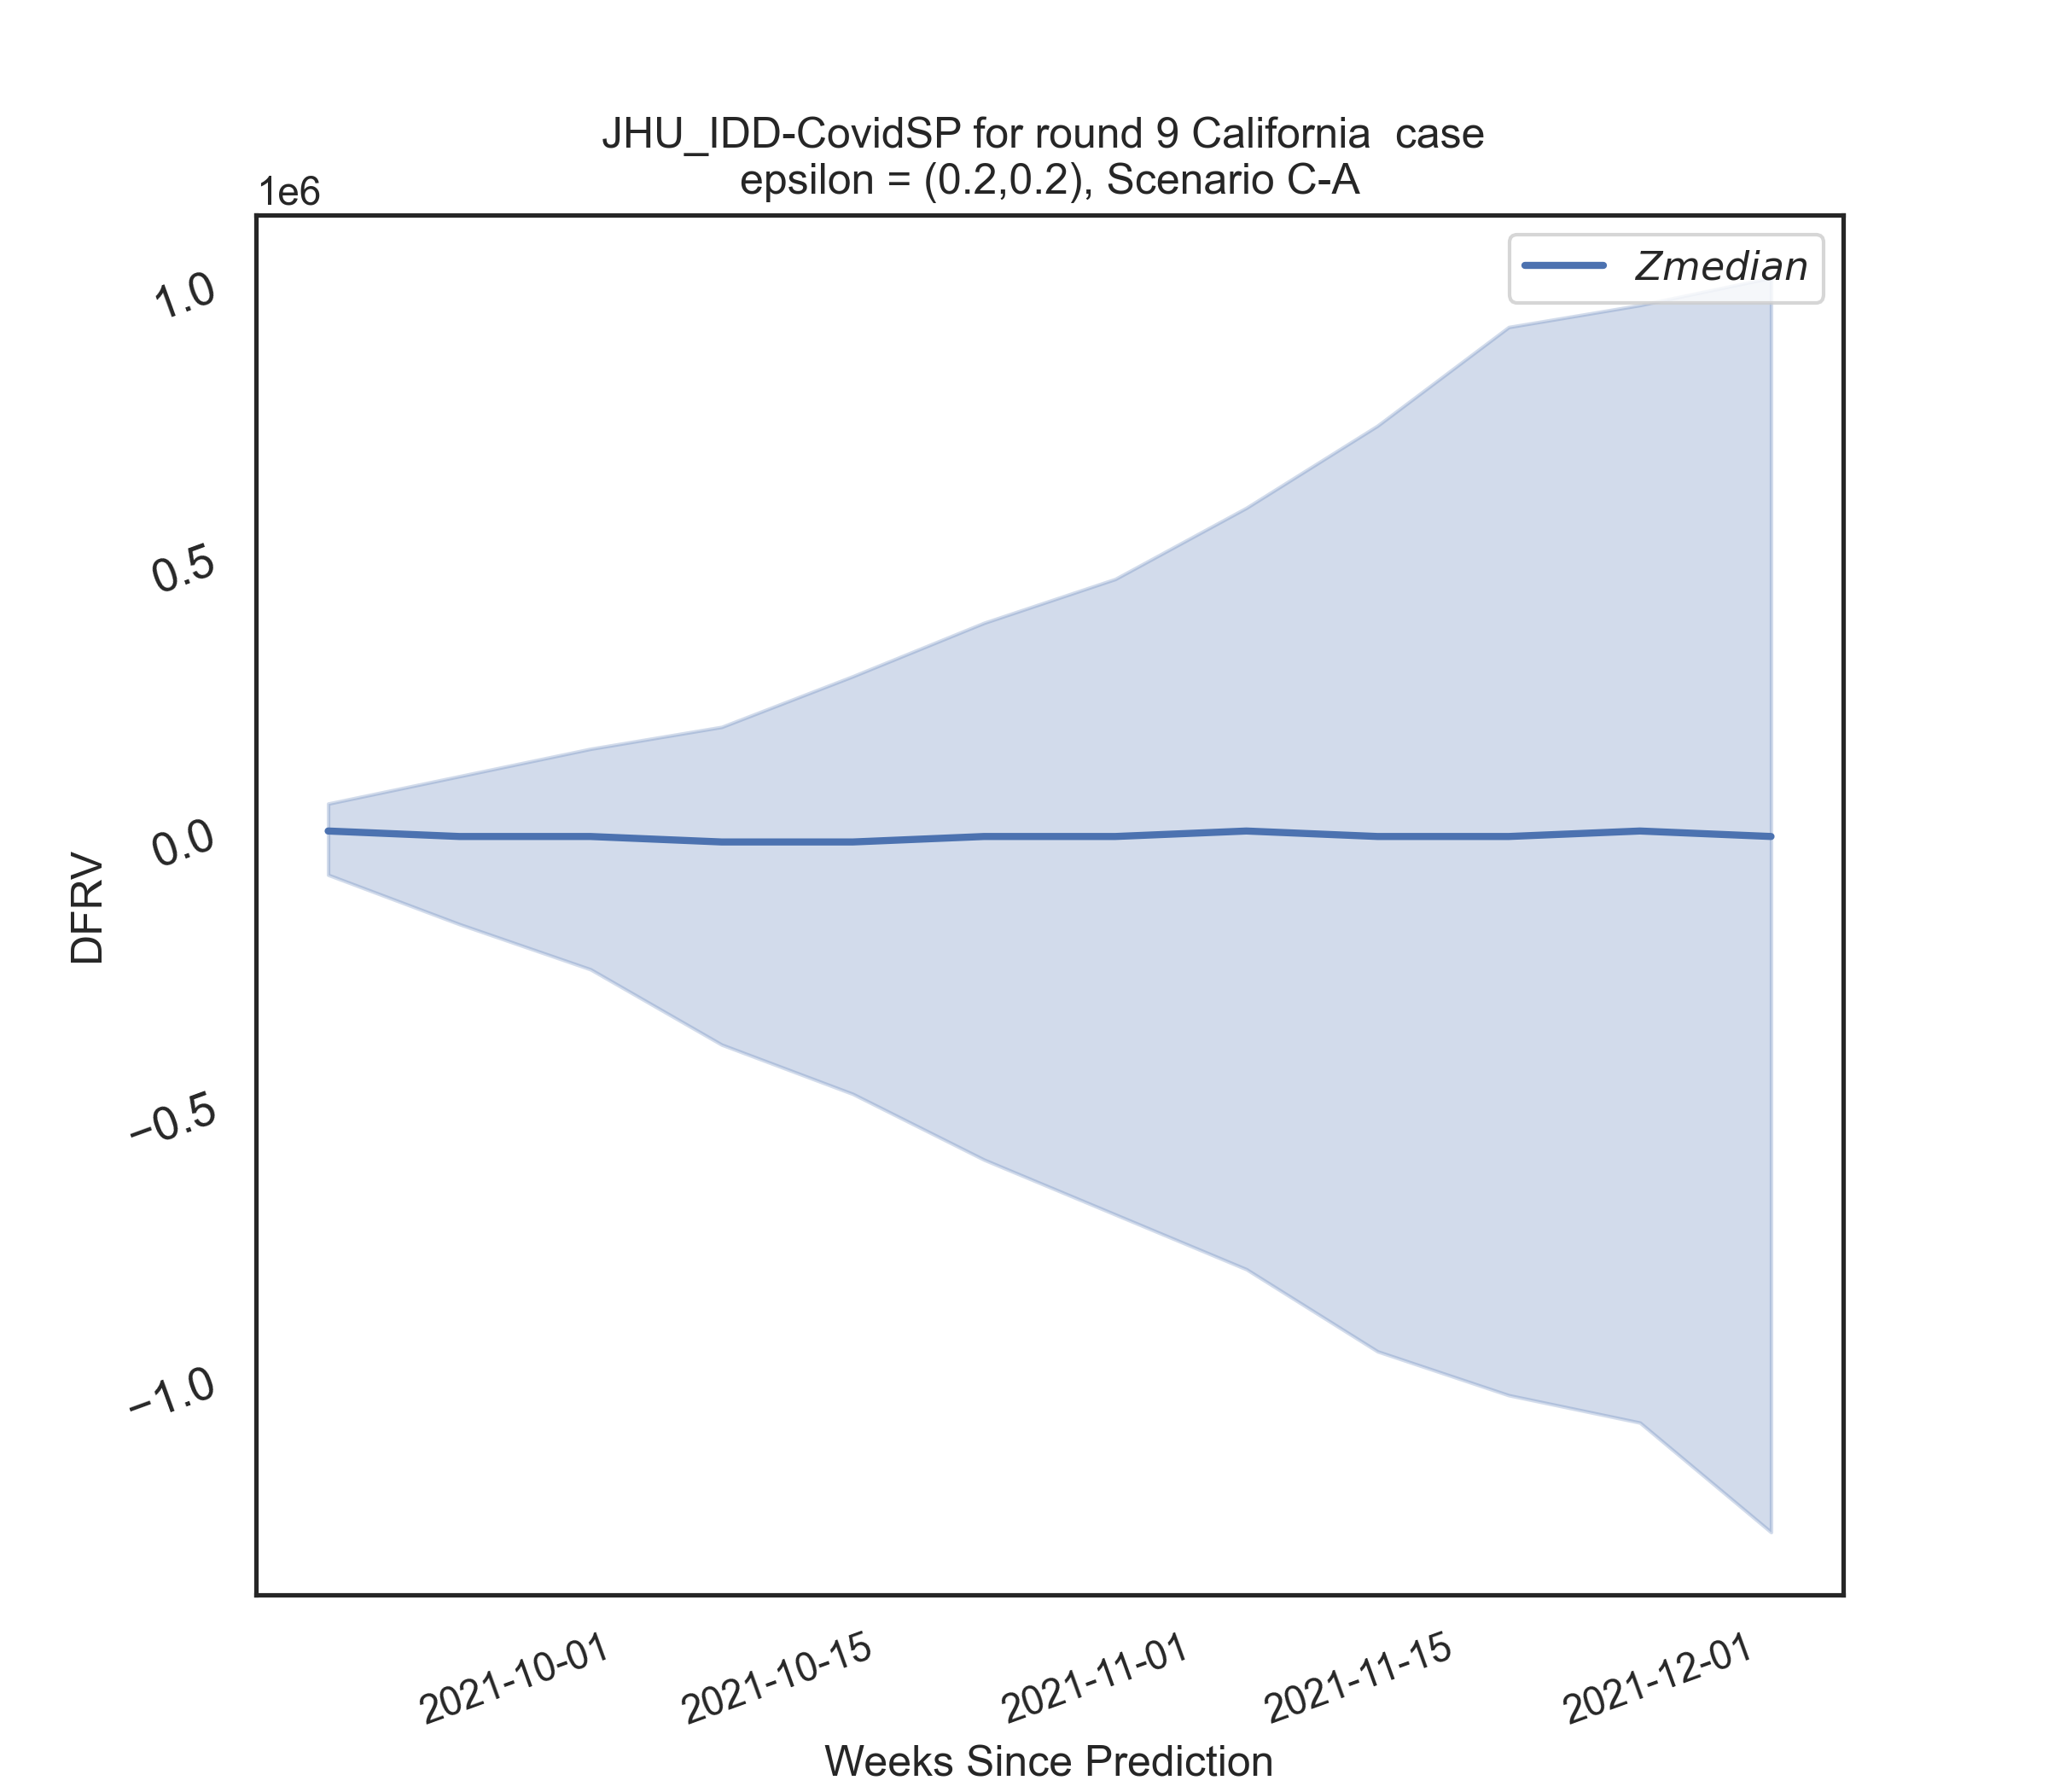 JHU_IDD-CovidSP for round 9 California  case
epsilon = (0.2,0.2), Scenario C-A
1e6
Zmedian
1.0
0.5
0.0
−0.5
−1.0
DFRV
2021-10-01
2021-10-15
2021-11-01
2021-11-15
2021-12-01
Weeks Since Prediction